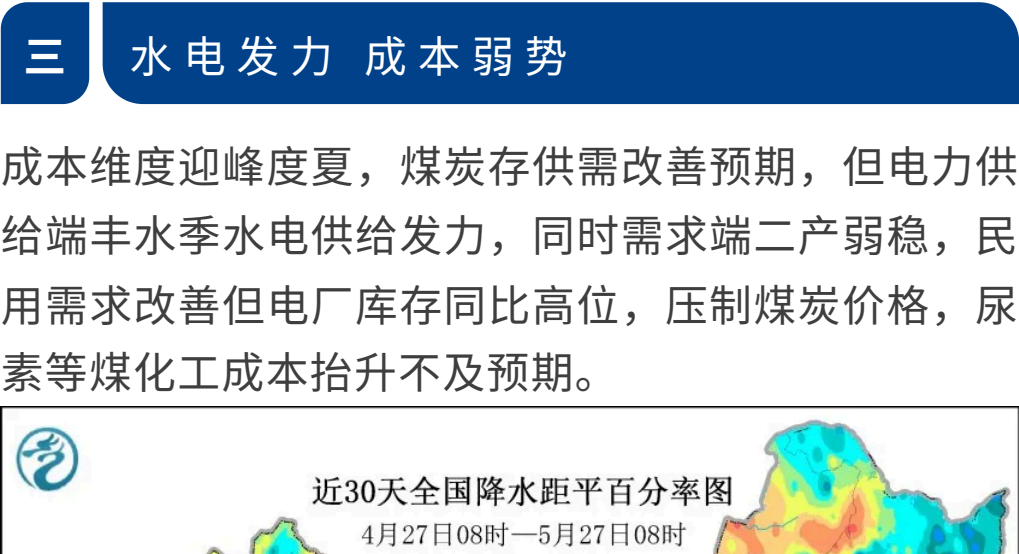 三 水电发力 成本弱势
成本维度迎峰度夏，煤炭存供需改善预期，但电力供
给端丰水季水电供给发力，同时需求端二产弱稳，民
用需求改善但电厂库存同比高位，压制煤炭价格，尿
素等煤化工成本抬升不及预期。
近30天全国降水距平百分率图
4月27日08时—5月27日08时